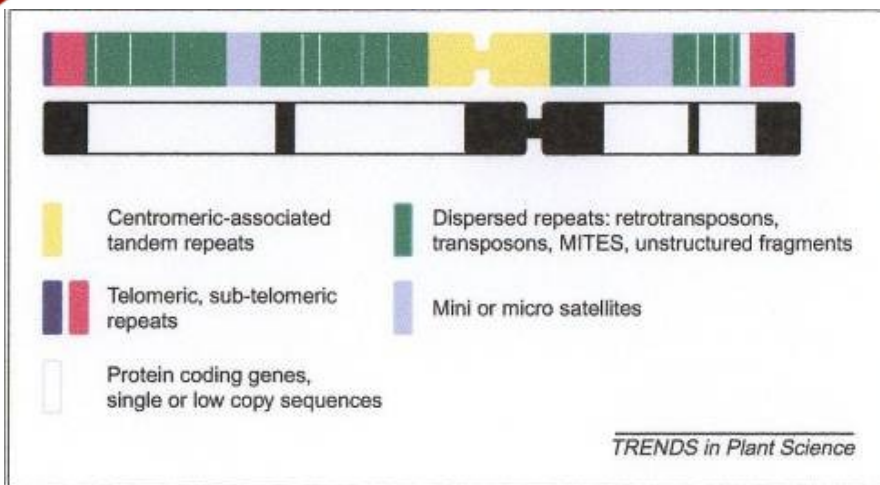 Centromeric-associated
tandem repeats
Telomeric, sub-telomeric
repeats
Protein coding genes,
single or low copy sequences
Dispersed repeats: retrotransposons,
transposons, MITES, unstructured fragments
Mini or micro satellites
TRENDS in Plant Science